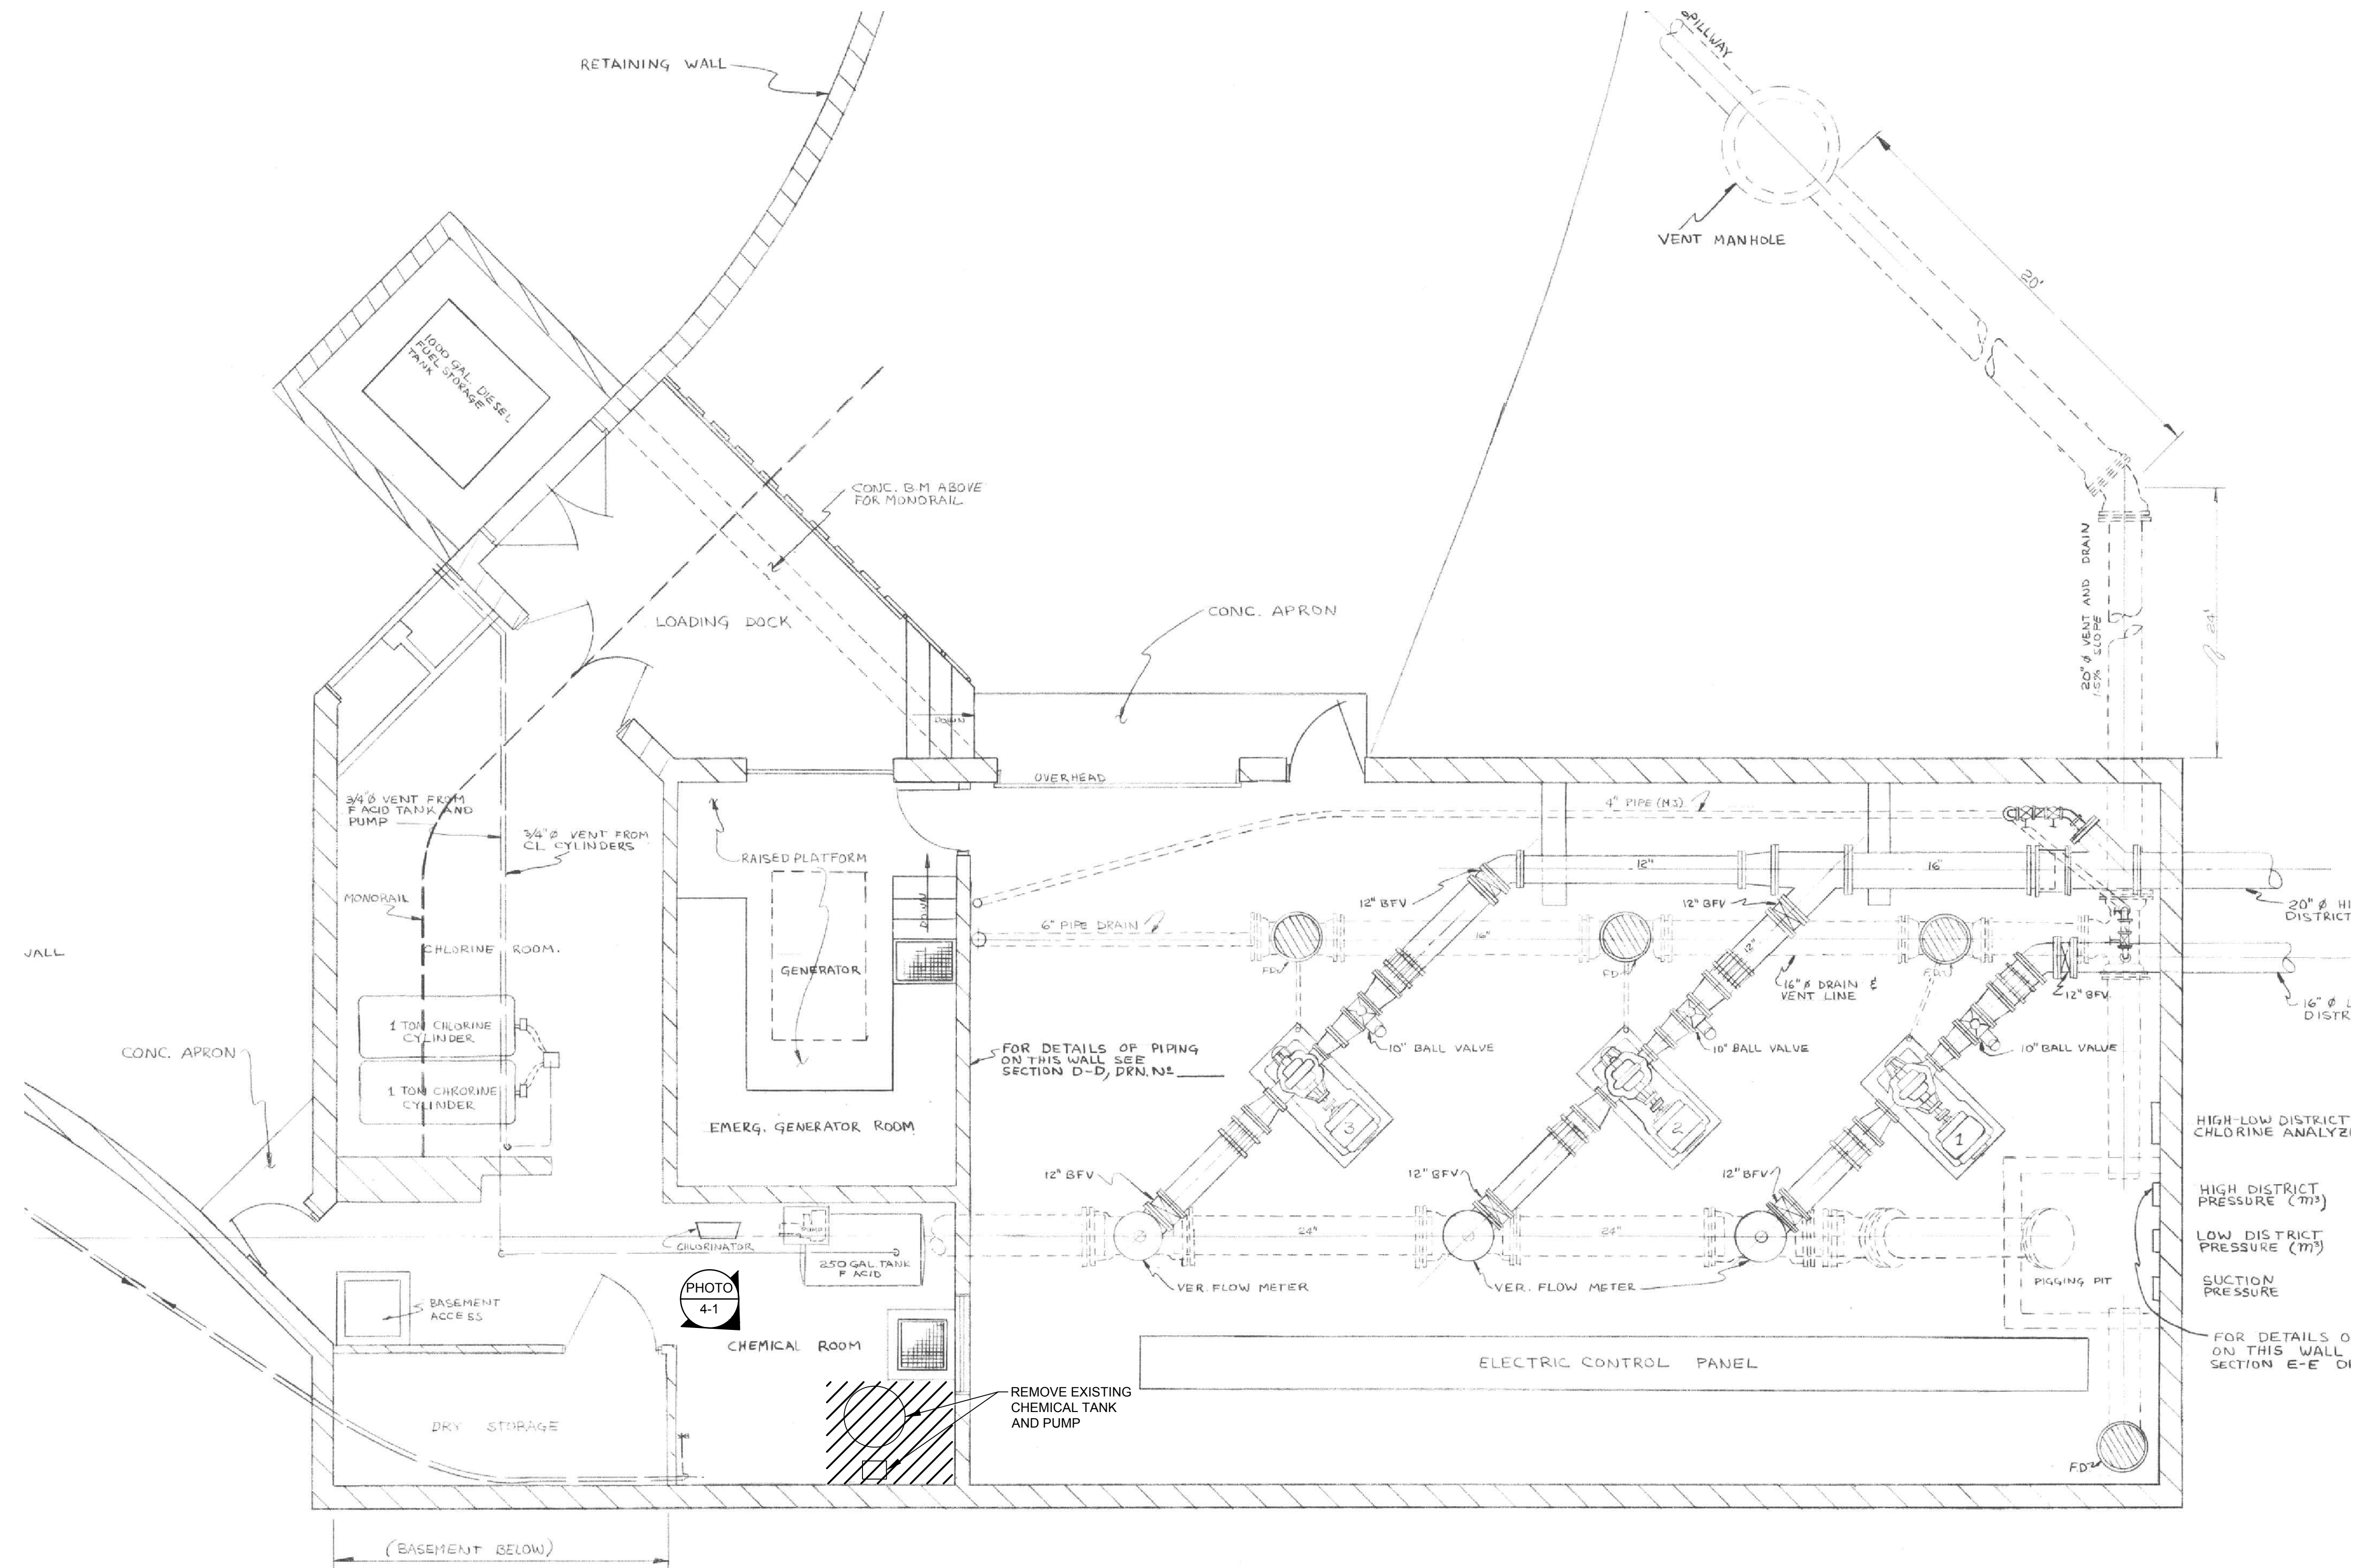 SPILLWAY
RETAINING WALL
VENT MANHOLE
20'
1000 GAL. DIESEL
FUEL STORAGE
TANK
CONC. BM ABOVE
FOR MONORAIL
20" Ø VENT AND DRAIN
1.5% SLOPE
24'
LOADING DOCK
CONC. APRON
DOWN
OVERHEAD
3/4" Ø VENT FROM
F ACID TANK AND
PUMP
3/4" Ø VENT FROM
CL CYLINDERS
4" PIPE (M3)
RAISED PLATFORM
12"
16"
MONORAIL
12" BFV
12" BFV
20" Ø HI
DISTRICT
DOWN
6" PIPE DRAIN
16"
12"
CHLORINE ROOM.
GENERATOR
FD
FD
FD
16" Ø DRAIN &
VENT LINE
12" BFV
16" Ø L
DISTR
1 TON CHLORINE
CYLINDER
CONC. APRON
FOR DETAILS OF PIPING
ON THIS WALL SEE
SECTION D-D, DRN. Nº
10" BALL VALVE
10" BALL VALVE
10" BALL VALVE
1 TON CHRORINE
CYLINDER
EMERG. GENERATOR ROOM
3
2
1
HIGH-LOW DISTRICT
CHLORINE ANALYZ
12" BFV
12" BFV
12" BFV
HIGH DISTRICT
PRESSURE (m³)
PUMP
CHLORINATOR
24"
24"
LOW DISTRICT
PRESSURE (m³)
250 GAL TANK
F ACID
VER. FLOW METER
VER. FLOW METER
PIGGING PIT
SUCTION
PRESSURE
PHOTO
4-1
BASEMENT
ACCESS
CHEMICAL ROOM
ELECTRIC CONTROL PANEL
FOR DETAILS O
ON THIS WALL
SECTION E-E D
REMOVE EXISTING
CHEMICAL TANK
AND PUMP
DRY STORAGE
F.D
(BASEMENT BELOW)